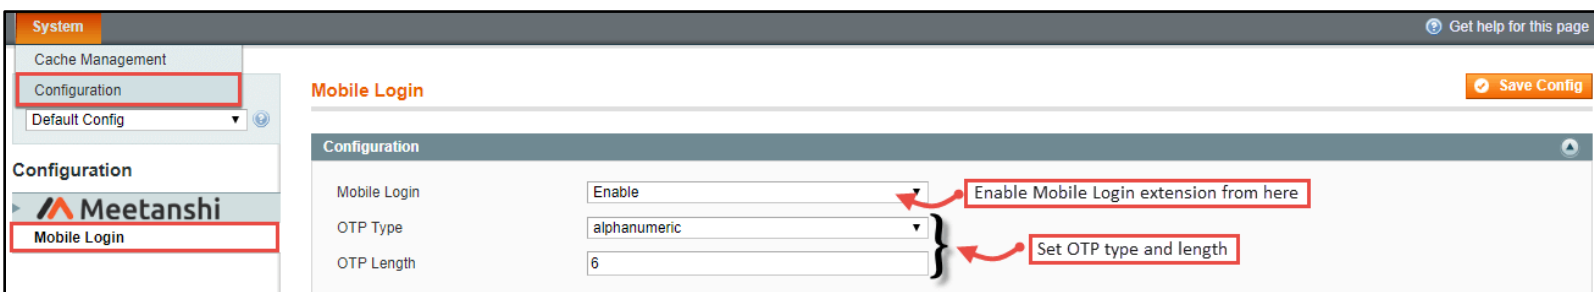 System
Get help for this page
Cache Management
Configuration
Default Config
Mobile Login
Save Config
Configuration
Configuration
Meetanshi
Mobile Login
Mobile Login
Enable
Enable Mobile Login extension from here
OTP Type
alphanumeric
Set OTP type and length
OTP Length
6